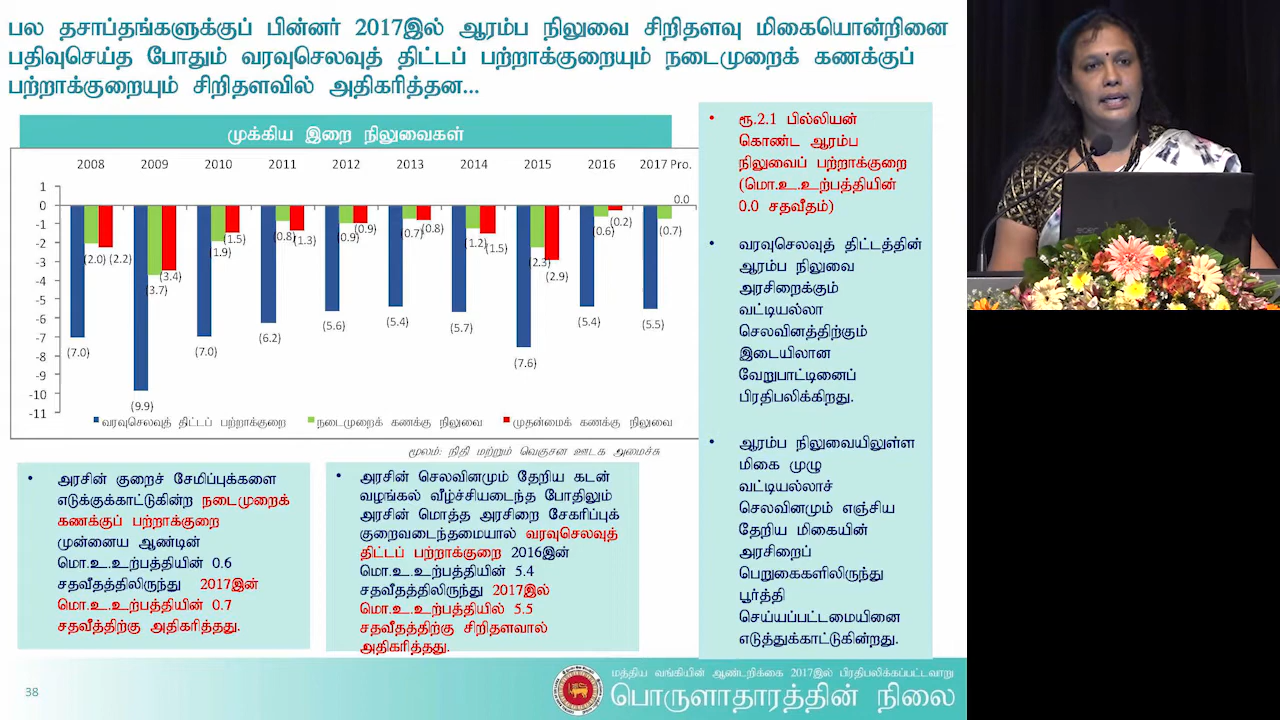 பல தசாப்தங்களுக்குப் பின்னர் 2017இல் ஆரம்ப நிலுவை சிறிதளவு மிகையொன்றினை
பதிவுசெய்த போதும் வரவுசெலவுத் திட்டப் பற்றாக்குறையும் நடைமுறைக் கணக்குப்
பற்றாக்குறையும் சிறிதளவில் அதிகரித்தன...
முக்கிய இறை நிலுவைகள்
2008 2009 2010 2011 2012 2013 2014 2015 2016 2017 Pro.
1
0
-1
-2
-3
-4
-5
-6
-7
-8
-9
-10
-11
(7.0) (2.0) (2.2)
(9.9) (3.7) (3.4)
(7.0) (1.9) (1.5)
(6.2) (0.8) (1.3)
(5.6) (0.9) (0.9)
(5.4) (0.7) (0.8)
(5.7) (1.2) (1.5)
(7.6) (2.3) (2.9)
(5.4) (0.6) (0.2)
(5.5) (0.7) 0.0
வரவுசெலவுத் திட்டப் பற்றாக்குறை நடைமுறைக் கணக்கு நிலுவை முதன்மைக் கணக்கு நிலுவை
மூலம்: நிதி மற்றும் வெகுசன ஊடக அமைச்சு
• அரசின் குறைச் சேமிப்புக்களை
எடுக்குக்காட்டுகின்ற நடைமுறைக்
கணக்குப் பற்றாக்குறை
முன்னைய ஆண்டின்
மொ.உ.உற்பத்தியின் 0.6
சதவீதத்திலிருந்து 2017இன்
மொ.உ.உற்பத்தியின் 0.7
சதவீத்திற்கு அதிகரித்தது.
• அரசின் செலவினமும் தேறிய கடன்
வழங்கல் வீழ்ச்சியடைந்த போதிலும்
அரசின் மொத்த அரசிறை சேகரிப்புக்
குறைவடைந்தமையால் வரவுசெலவுத்
திட்டப் பற்றாக்குறை 2016இன்
மொ.உ.உற்பத்தியின் 5.4
சதவீதத்திலிருந்து 2017இல்
மொ.உ.உற்பத்தியில் 5.5
சதவீதத்திற்கு சிறிதளவால்
அதிகரித்தது.
• ரூ.2.1 பில்லியன்
கொண்ட ஆரம்ப
நிலுவைப் பற்றாக்குறை
(மொ.உ.உற்பத்தியின்
0.0 சதவீதம்)
• வரவுசெலவுத் திட்டத்தின்
ஆரம்ப நிலுவை
அரசிறைக்கும்
வட்டியல்லா
செலவினத்திற்கும்
இடையிலான
வேறுபாட்டினைப்
பிரதிபலிக்கிறது.
• ஆரம்ப நிலுவையிலுள்ள
மிகை முழு
வட்டியல்லாச்
செலவினமும் எஞ்சிய
தேறிய மிகையின்
அரசிறைப்
பெறுகைகளிலிருந்து
பூர்த்தி
செய்யப்பட்டமையினை
எடுத்துக்காட்டுகின்றது.
38
மத்திய வங்கியின் ஆண்டறிக்கை 2017இல் பிரதிபலிக்கப்பட்டவாறு
பொருளாதாரத்தின் நிலை